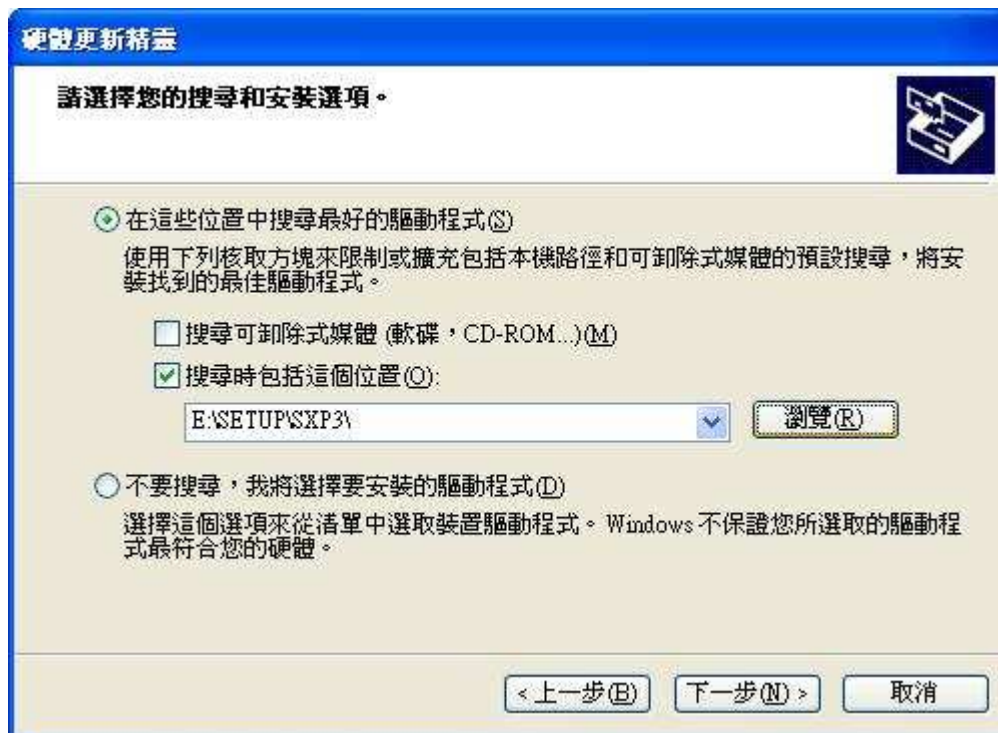 硬體更新精靈
請選擇您的搜尋和安裝選項。
在這些位置中搜尋最好的驅動程式(S)
使用下列核取方塊來限制或擴充包括本機路徑和可卸除式媒體的預設搜尋，將安
裝找到的最佳驅動程式。
搜尋可卸除式媒體 (軟碟，CD-ROM...)(M)
搜尋時包括這個位置(O):
E:\SETUP\SXP3\
瀏覽(R)
不要搜尋，我將選擇要安裝的驅動程式(D)
選擇這個選項來從清單中選取裝置驅動程式。Windows 不保證您所選取的驅動程
式最符合您的硬體。
<上一步(B)
下一步(N)>
取消